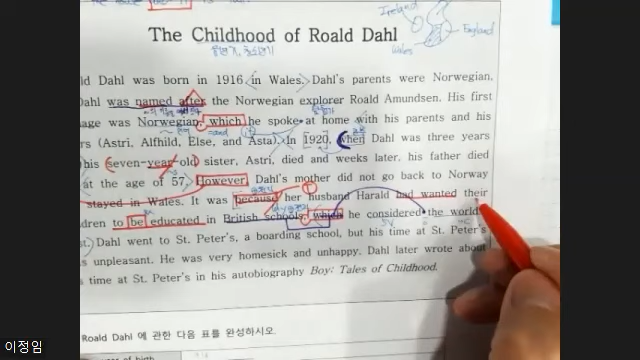 Ireland
England
Wales
The Childhood of Roald Dahl
ld Dahl was born in 1916 in Wales. Dahl's parents were Norwegian.
Dahl was named after the Norwegian explorer Roald Amundsen. His first
age was Norwegian, which he spoke at home with his parents and his
rs (Astri, Alfhild, Else, and Asta). In 1920, when Dahl was three years
his seven-year-old sister, Astri, died and weeks later, his father died
at the age of 57. However, Dahl's mother did not go back to Norway
stayed in Wales. It was because her husband Harald had wanted their
dren to be educated in British schools, which he considered the world's
st. Dahl went to St. Peter's, a boarding school, but his time at St. Peter's
s unpleasant. He was very homesick and unhappy. Dahl later wrote about
s time at St. Peter's in his autobiography Boy: Tales of Childhood.
Roald Dahl 에 관한 다음 표를 완성하시오.
이정임